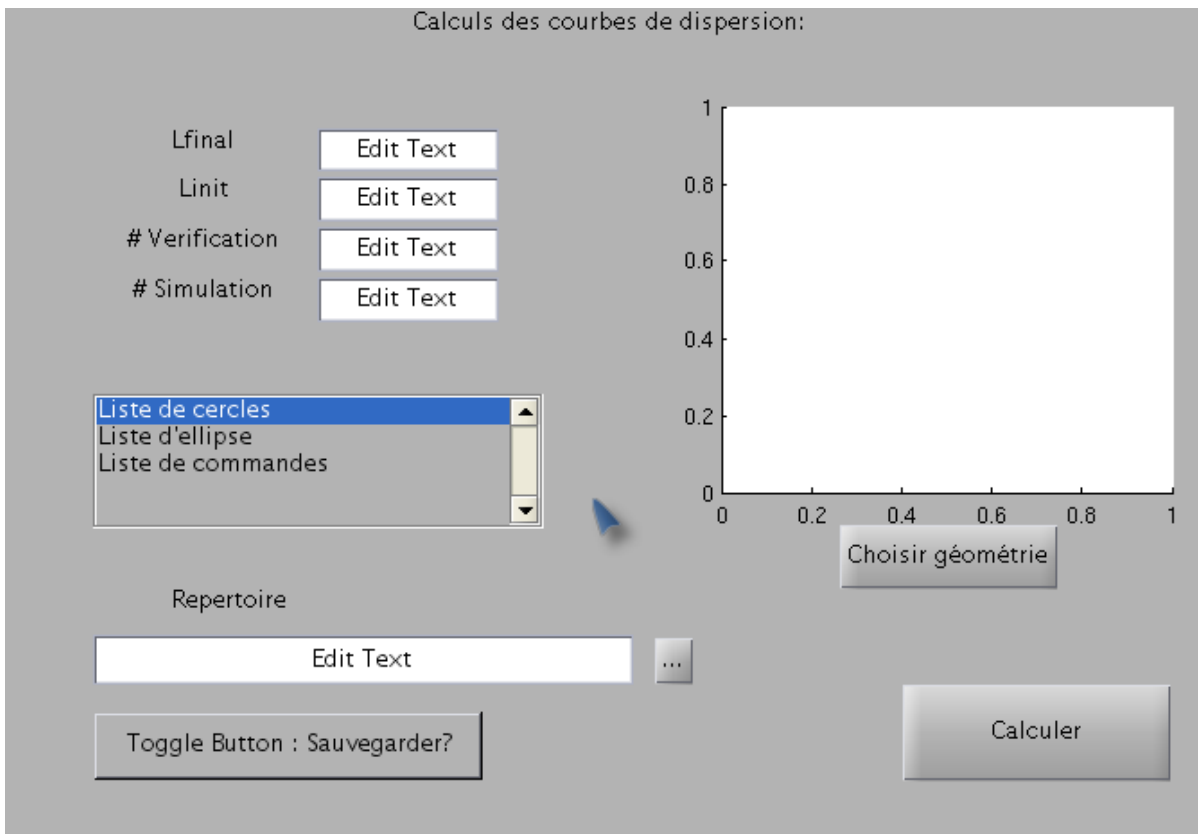 Calculs des courbes de dispersion:
Lfinal
Edit Text
Linit
Edit Text
# Verification
Edit Text
# Simulation
Edit Text
1
0.8
0.6
0.4
0.2
0
0 0.2 0.4 0.6 0.8 1
Choisir géométrie
Liste de cercles
Liste d'ellipse
Liste de commandes
Repertoire
Edit Text
...
Toggle Button : Sauvegarder?
Calculer